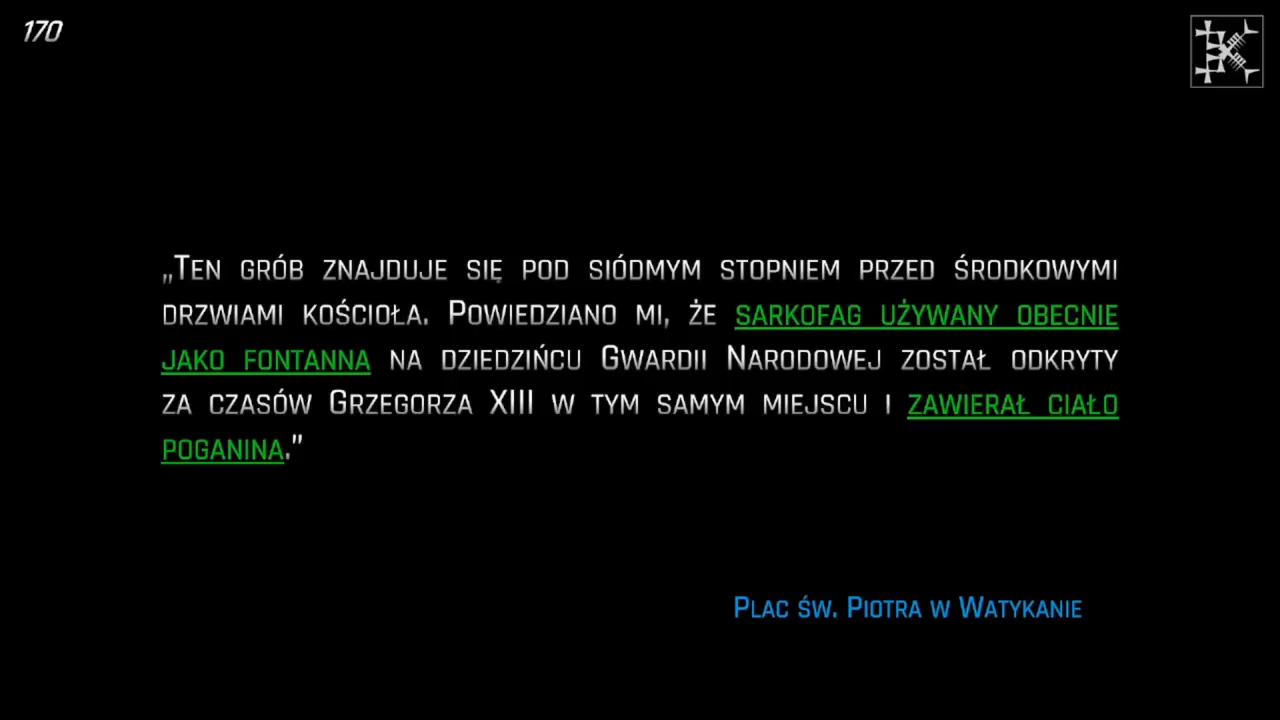 170
„Ten grób znajduje się pod siódmym stopniem przed środkowymi
drzwiami kościoła. Powiedziano mi, że sarkofag używany obecnie
jako fontanna na dziedzińcu Gwardii Narodowej został odkryty
za czasów Grzegorza XIII w tym samym miejscu i zawierał ciało
poganina.”
Plac św. Piotra w Watykanie